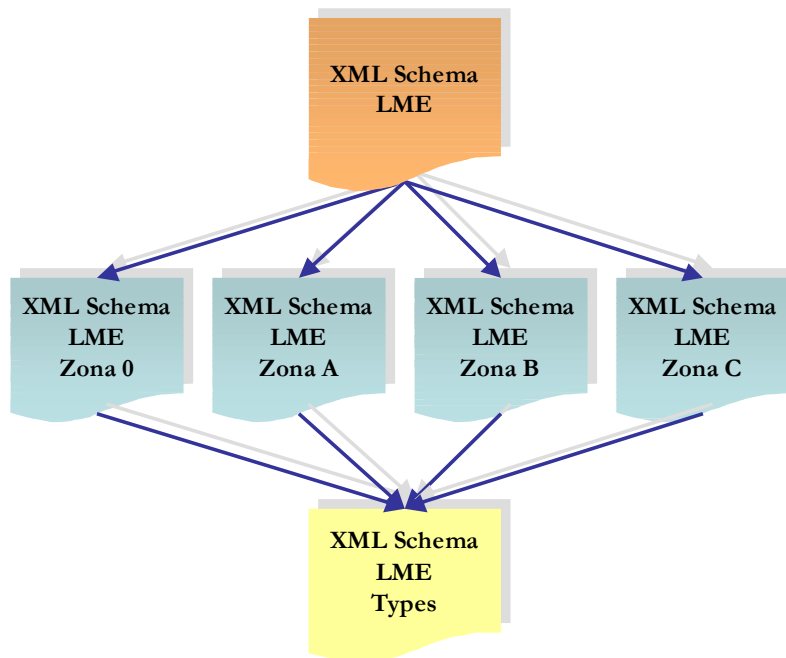 XML Schema
LME
XML Schema
LME
Zona 0
XML Schema
LME
Zona A
XML Schema
LME
Zona B
XML Schema
LME
Zona C
XML Schema
LME
Types